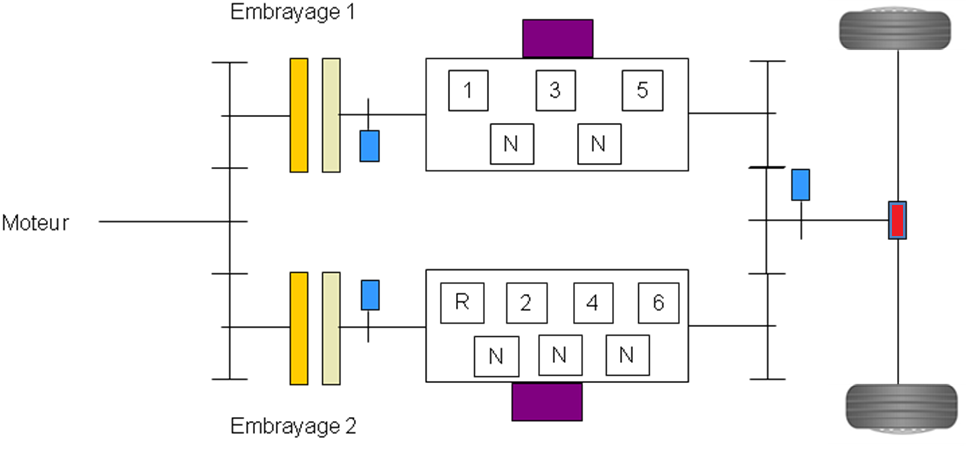 Embrayage 1
1 3 5
N N
Moteur
R 2 4 6
N N N
Embrayage 2